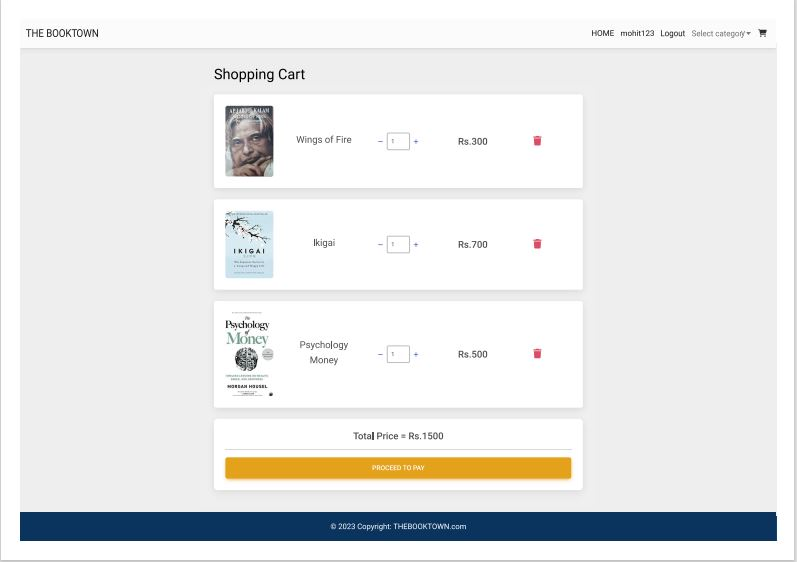 THE BOOKTOWN
HOME mohit123 Logout Select category
Shopping Cart
Wings of Fire
− 1 +
Rs.300
IKIGAI
Ikigai
− 1 +
Rs.700
The
Psychology
of
Money
MORGAN HOUSEL
Psychology
Money
− 1 +
Rs.500
Total Price = Rs.1500
PROCEED TO PAY
© 2023 Copyright: THEBOOKTOWN.com